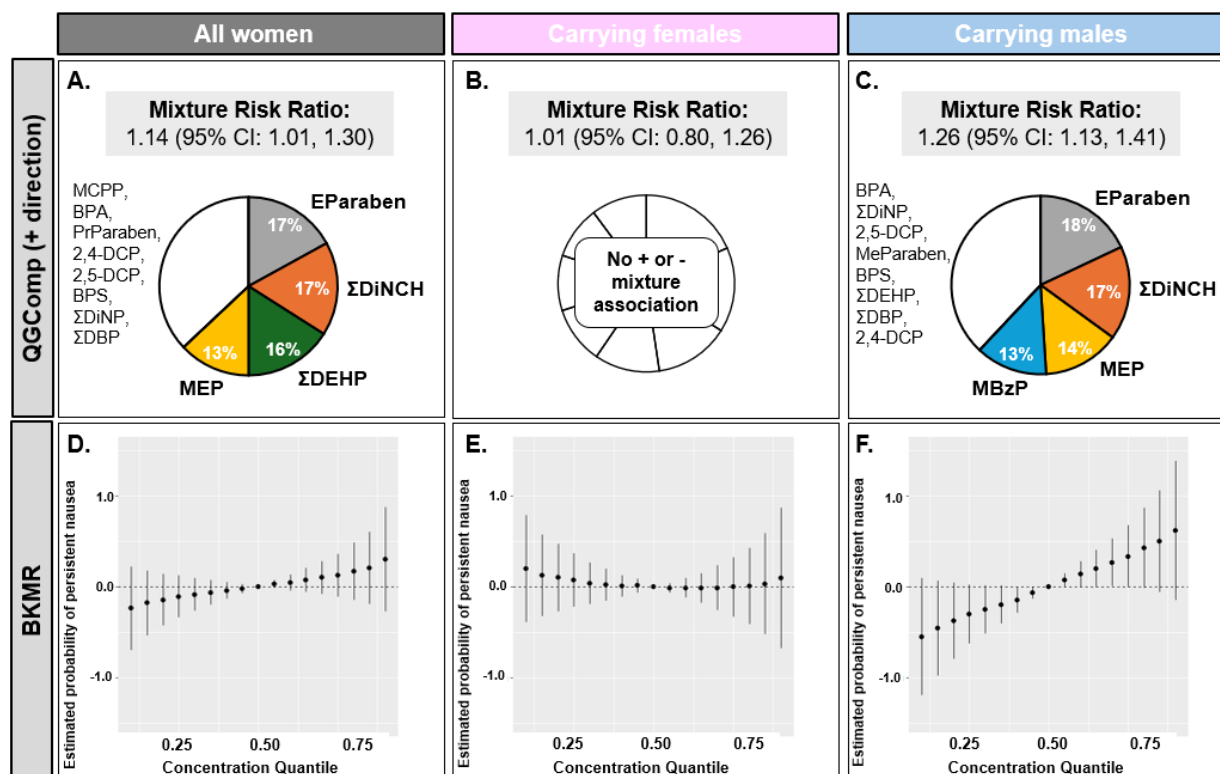 All women
Carrying females
Carrying males
QGComp (+ direction)
A.
Mixture Risk Ratio:
1.14 (95% CI: 1.01, 1.30)
MCPP,
BPA,
PrParaben,
2,4-DCP,
2,5-DCP,
BPS,
ΣDiNP,
ΣDBP
EParaben
17%
17%
ΣDiNCH
16%
ΣDEHP
13%
MEP
B.
Mixture Risk Ratio:
1.01 (95% CI: 0.80, 1.26)
No + or -
mixture
association
C.
Mixture Risk Ratio:
1.26 (95% CI: 1.13, 1.41)
BPA,
ΣDiNP,
2,5-DCP,
MeParaben,
BPS,
ΣDEHP,
ΣDBP,
2,4-DCP
EParaben
18%
17%
ΣDiNCH
14%
MEP
13%
MBzP
BKMR
D.
Estimated probability of persistent nausea
1.0
0.0
-1.0
0.25
0.50
0.75
Concentration Quantile
E.
Estimated probability of persistent nausea
1.0
0.0
-1.0
0.25
0.50
0.75
Concentration Quantile
F.
Estimated probability of persistent nausea
1.0
0.0
-1.0
0.25
0.50
0.75
Concentration Quantile